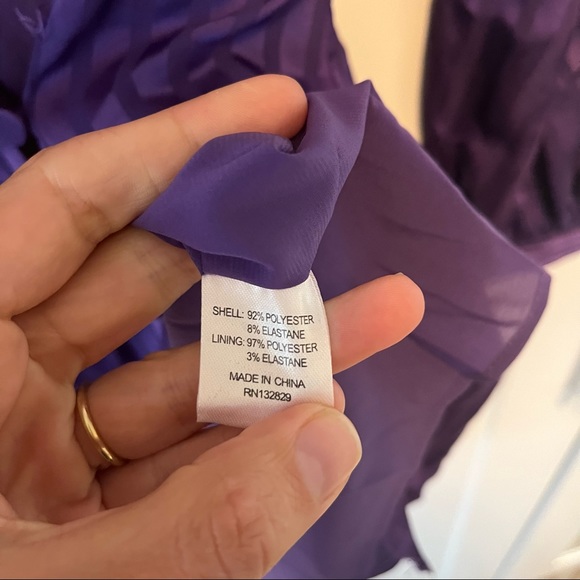 SHELL: 92% POLYESTER
8% ELASTANE
LINING: 97% POLYESTER
3% ELASTANE
MADE IN CHINA
RN132829